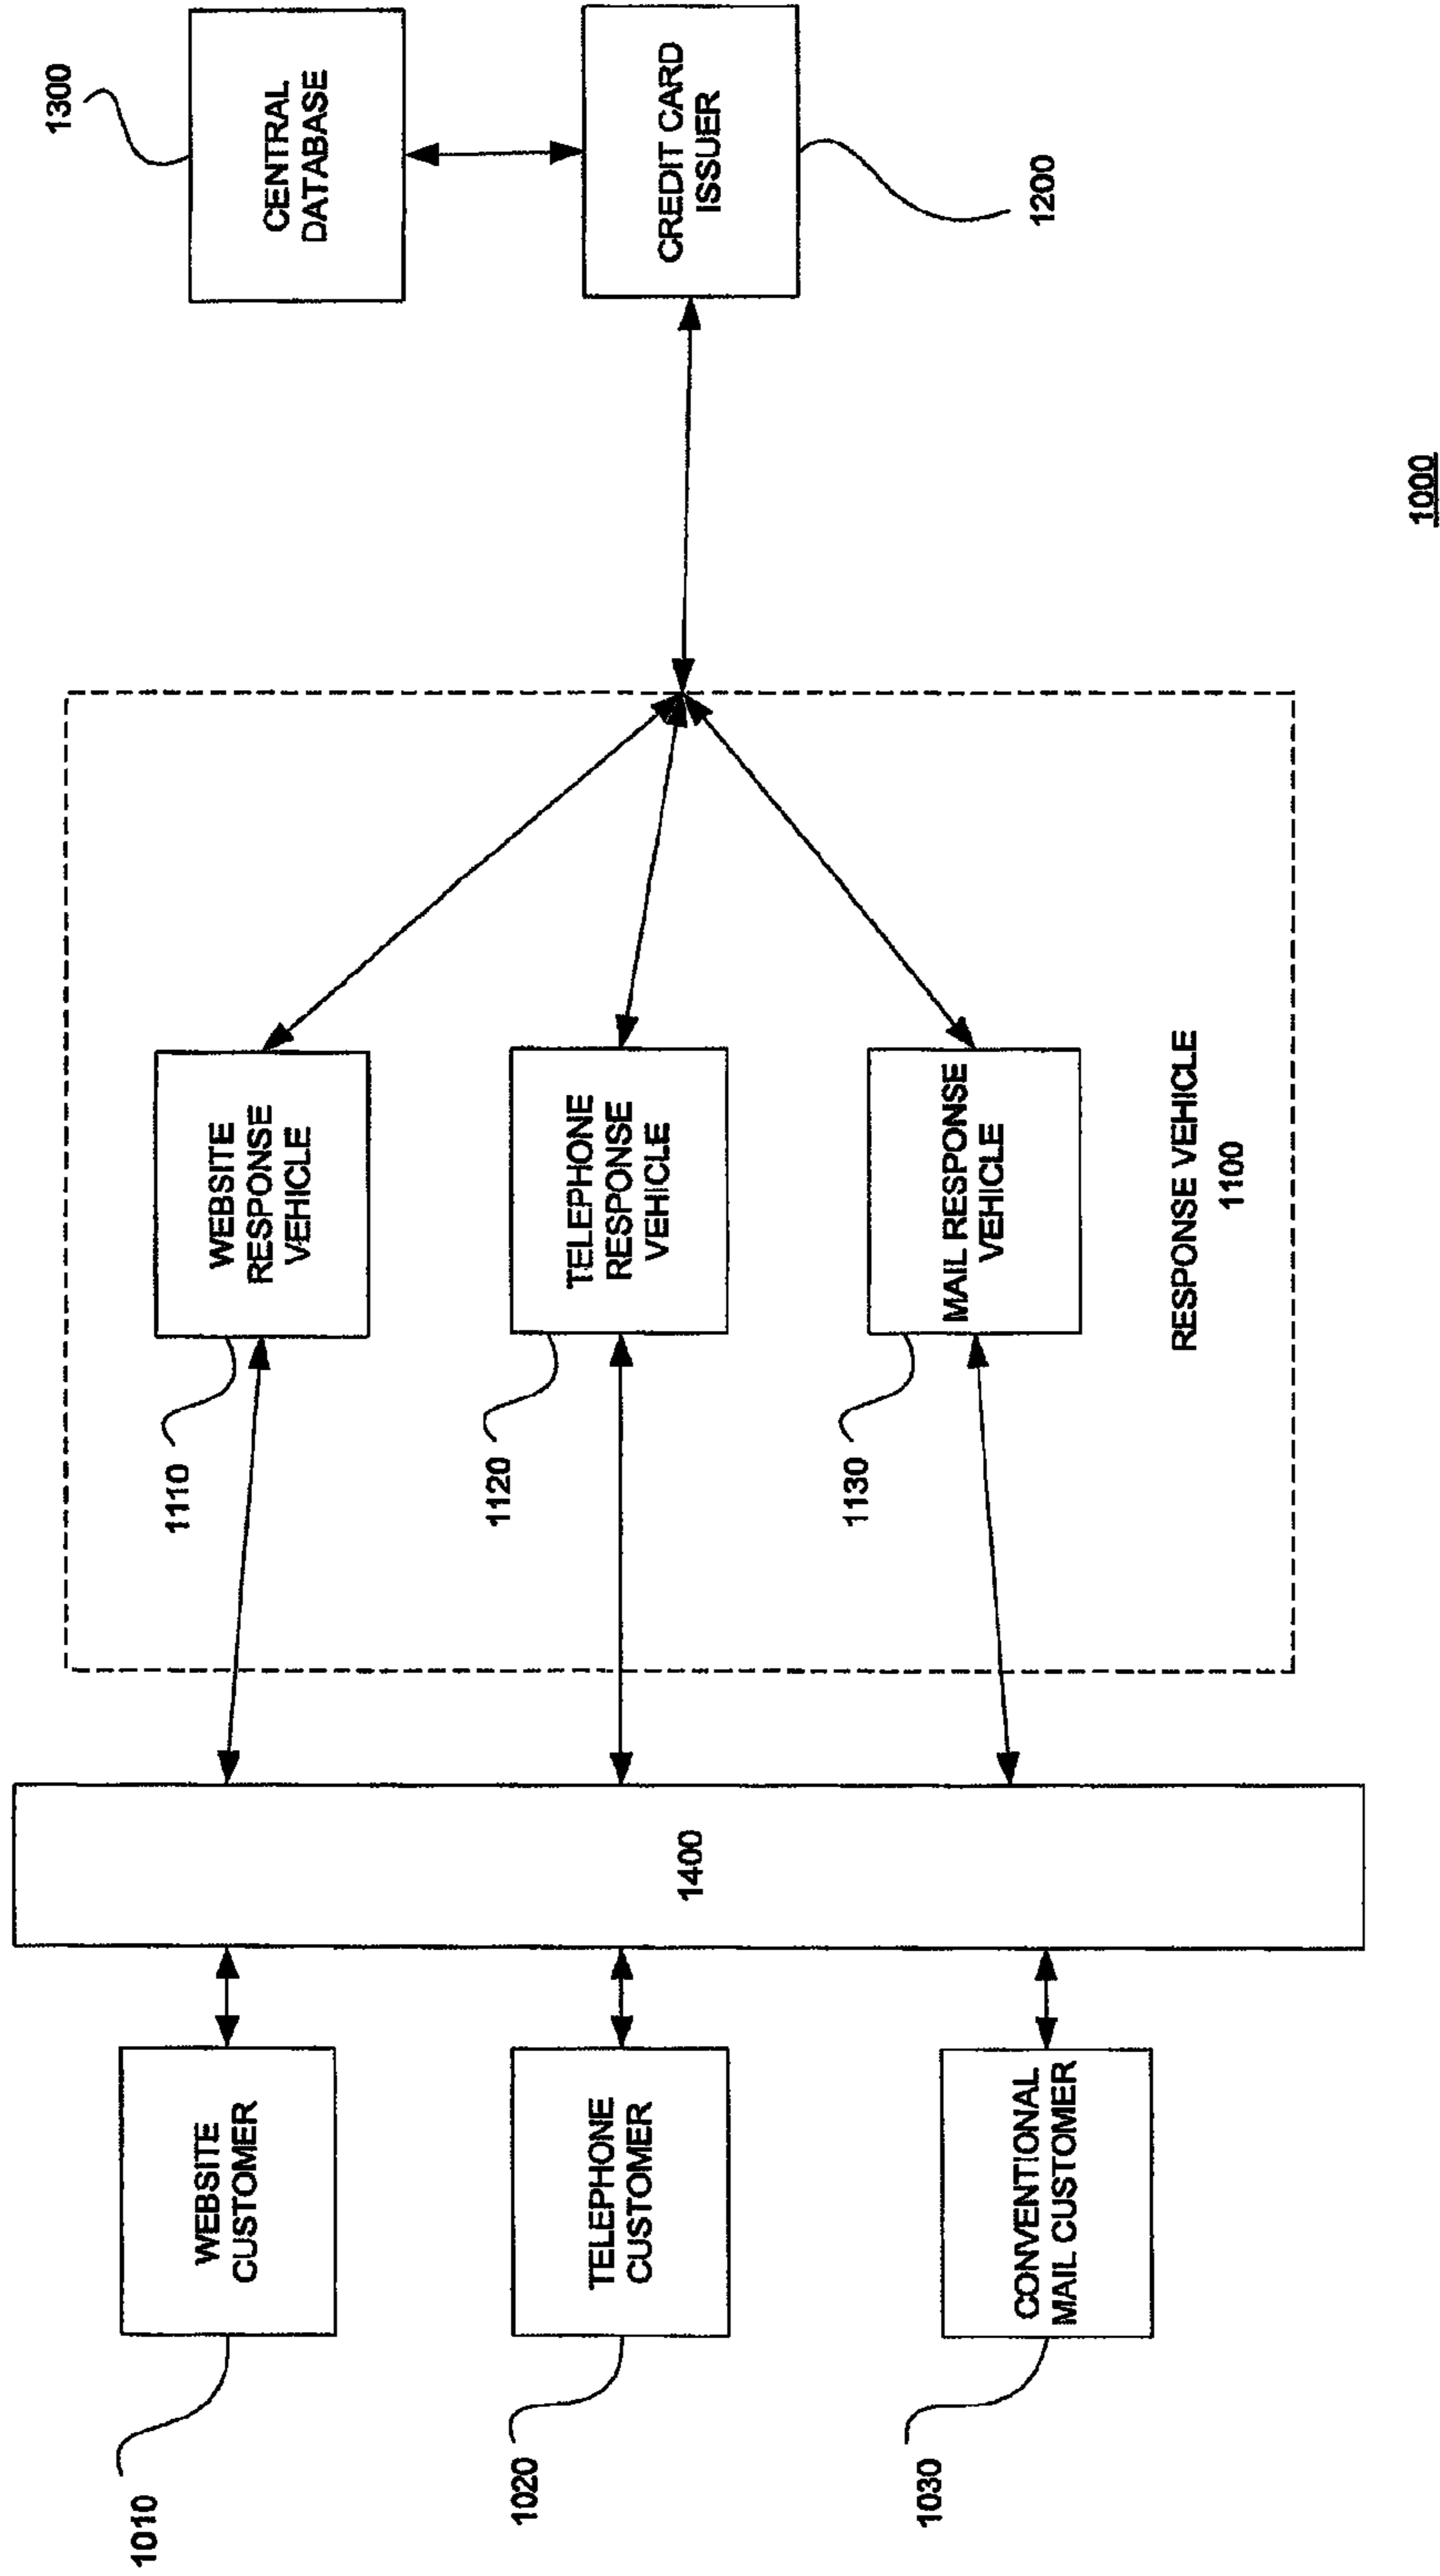 1010
WEBSITE
CUSTOMER
1020
TELEPHONE
CUSTOMER
1030
CONVENTIONAL
MAIL CUSTOMER
1400
1110
WEBSITE
RESPONSE
VEHICLE
1120
TELEPHONE
RESPONSE
VEHICLE
1130
MAIL RESPONSE
VEHICLE
RESPONSE VEHICLE
1100
1300
CENTRAL
DATABASE
CREDIT CARD
ISSUER
1200
1000